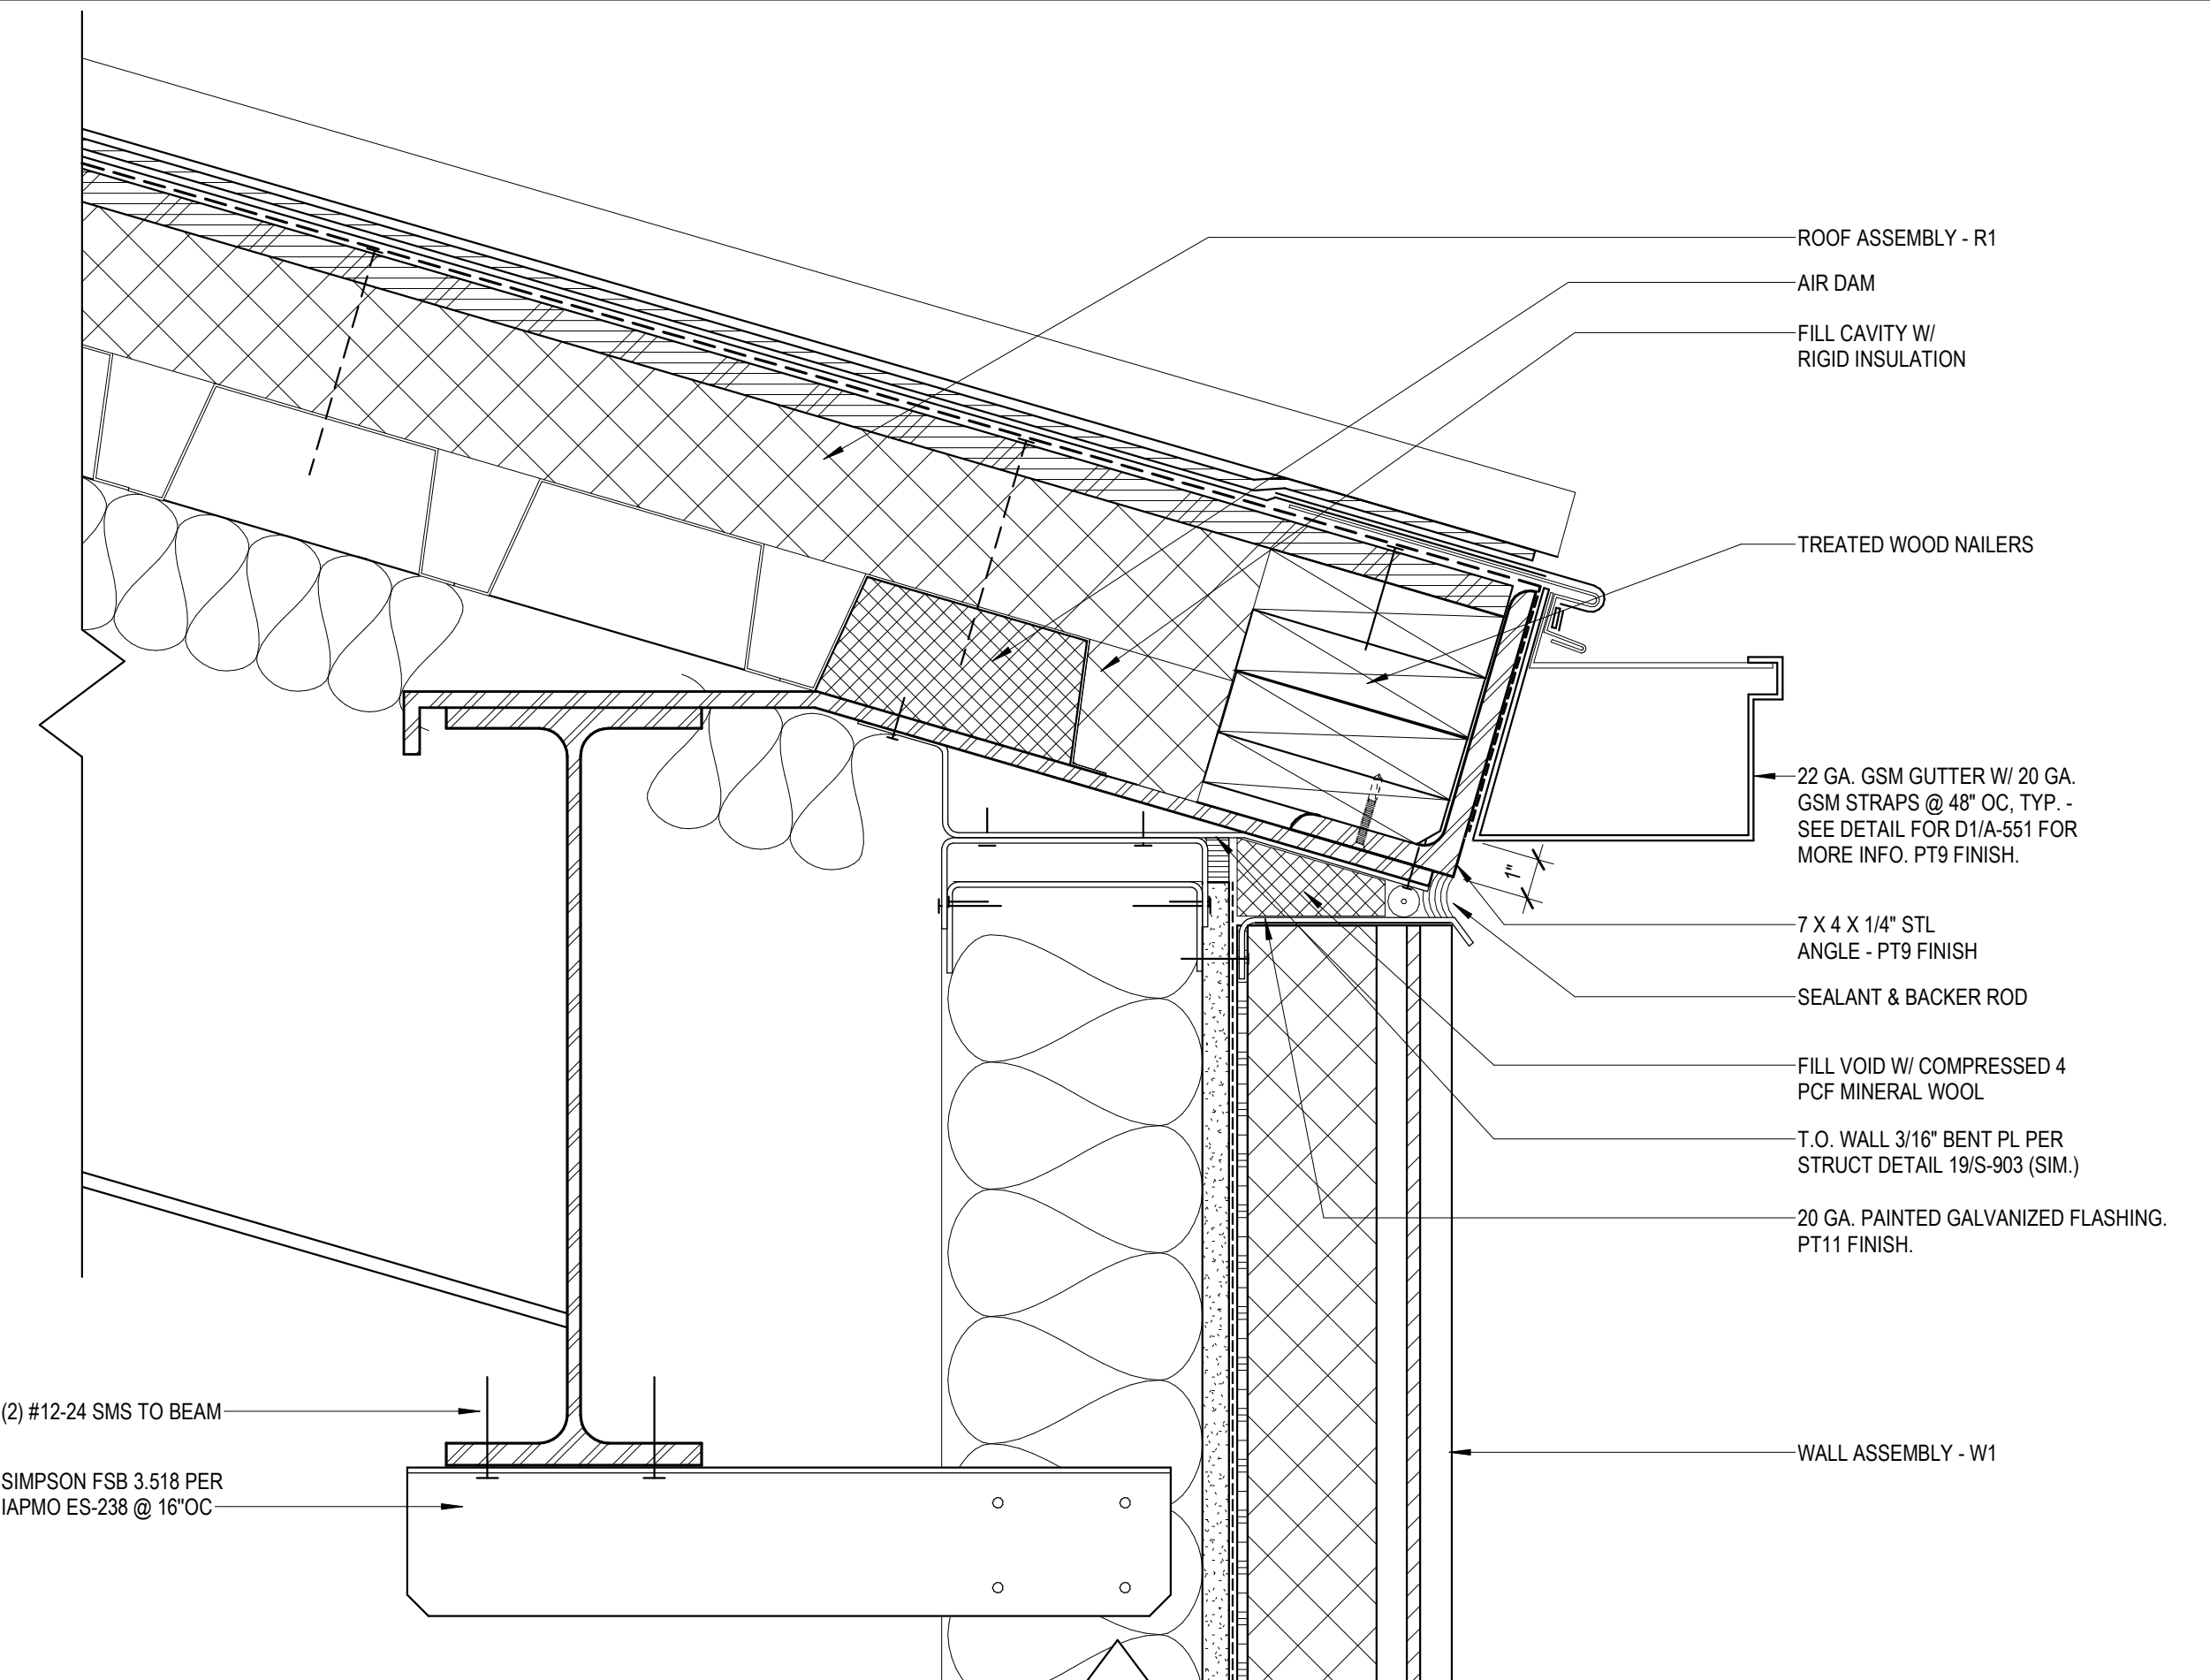 ROOF ASSEMBLY - R1
AIR DAM
FILL CAVITY W/
RIGID INSULATION
TREATED WOOD NAILERS
22 GA. GSM GUTTER W/ 20 GA.
GSM STRAPS @ 48" OC, TYP. -
SEE DETAIL FOR D1/A-551 FOR
MORE INFO. PT9 FINISH.
1"
7 X 4 X 1/4" STL
ANGLE - PT9 FINISH
SEALANT & BACKER ROD
FILL VOID W/ COMPRESSED 4
PCF MINERAL WOOL
T.O. WALL 3/16" BENT PL PER
STRUCT DETAIL 19/S-903 (SIM.)
20 GA. PAINTED GALVANIZED FLASHING.
PT11 FINISH.
(2) #12-24 SMS TO BEAM
SIMPSON FSB 3.518 PER
IAPMO ES-238 @ 16"OC
WALL ASSEMBLY - W1